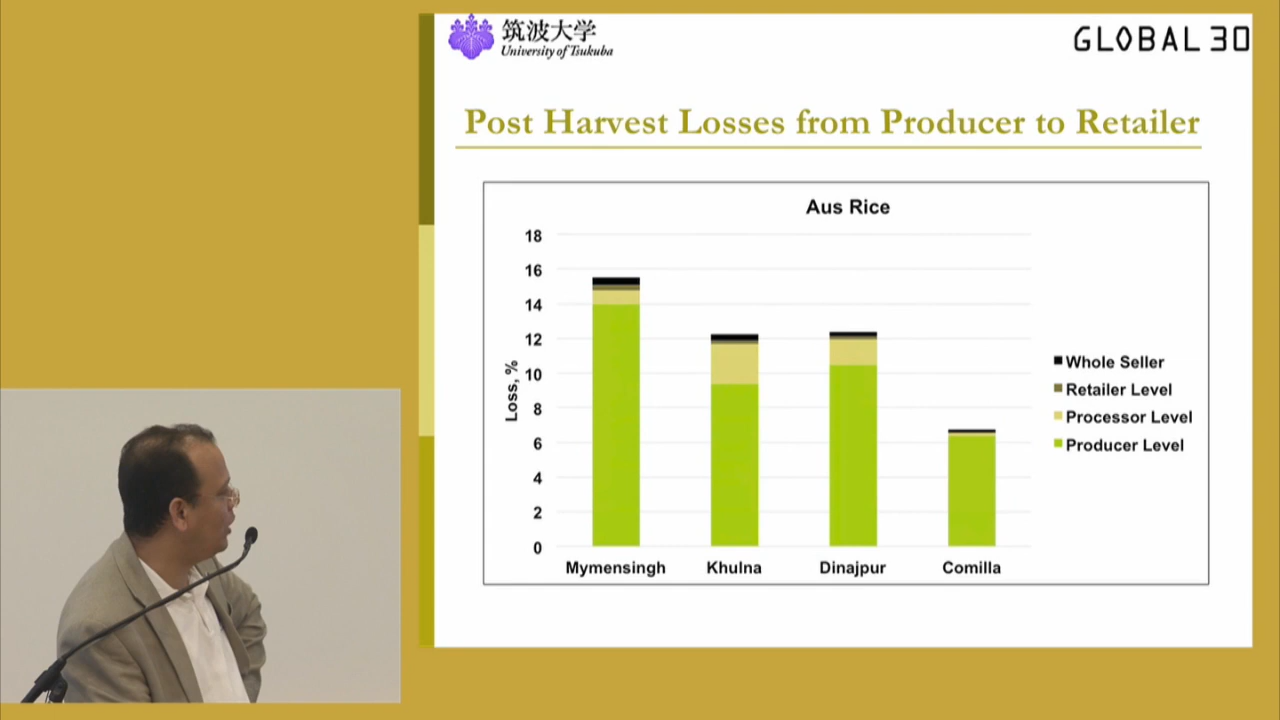 筑波大学
University of Tsukuba
GLOBAL 30
Post Harvest Losses from Producer to Retailer
Aus Rice
18
16
14
12
10
8
6
4
2
0
Loss, %
Mymensingh Khulna Dinajpur Comilla
Whole Seller
Retailer Level
Processor Level
Producer Level